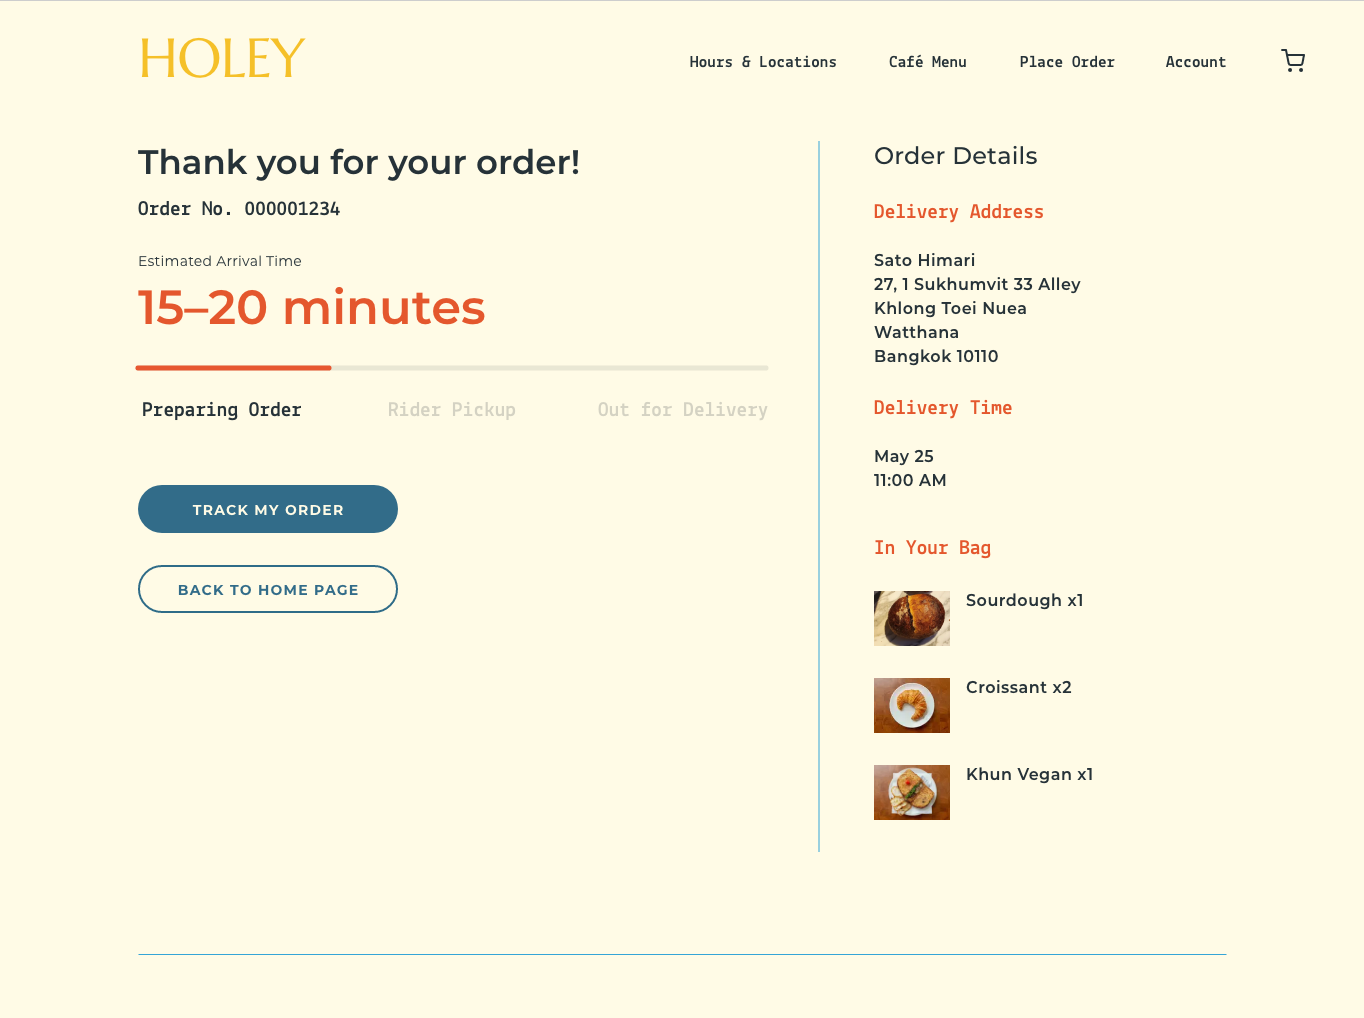 HOLEY
Hours & Locations
Café Menu
Place Order
Account
Thank you for your order!
Order No. 000001234
Estimated Arrival Time
15–20 minutes
Preparing Order
Rider Pickup
Out for Delivery
TRACK MY ORDER
BACK TO HOME PAGE
Order Details
Delivery Address
Sato Himari
27, 1 Sukhumvit 33 Alley
Khlong Toei Nuea
Watthana
Bangkok 10110
Delivery Time
May 25
11:00 AM
In Your Bag
Sourdough x1
Croissant x2
Khun Vegan x1